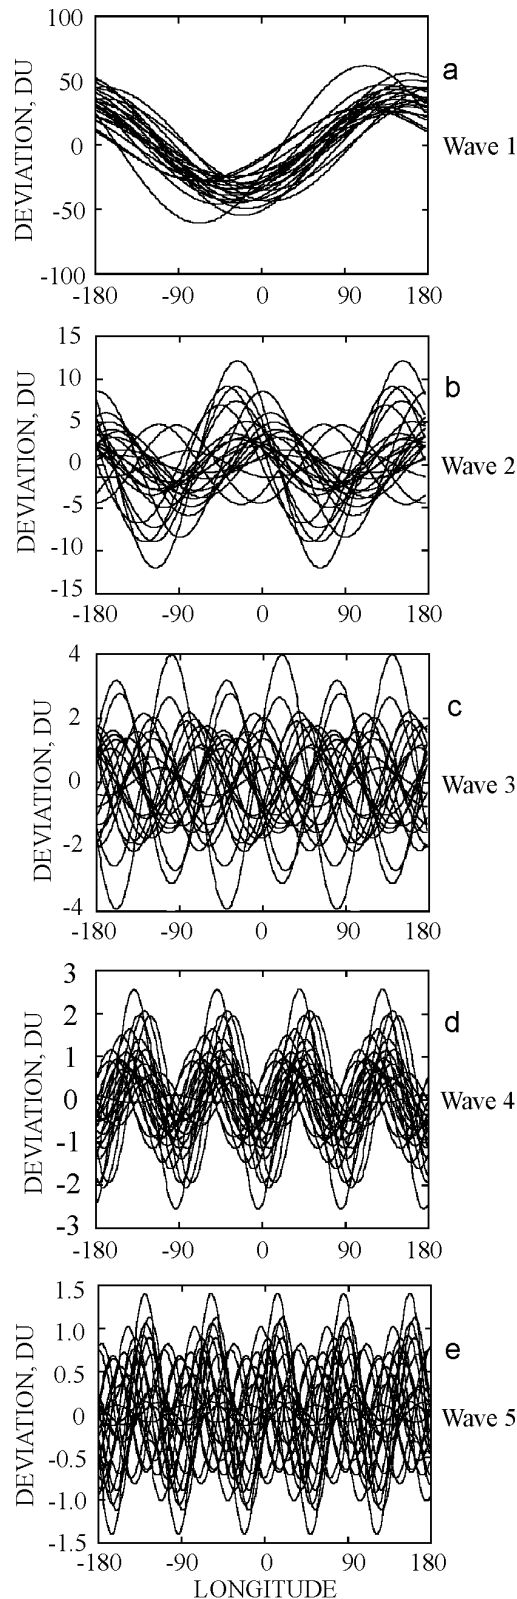 100
50
0
-50
-100
DEVIATION, DU
a
Wave 1
-180 -90 0 90 180
15
10
5
0
-5
-10
-15
DEVIATION, DU
b
Wave 2
-180 -90 0 90 180
4
2
0
-2
-4
DEVIATION, DU
c
Wave 3
-180 -90 0 90 180
3
2
1
0
-1
-2
-3
DEVIATION, DU
d
Wave 4
-180 -90 0 90 180
1.5
1.0
0.5
0
-0.5
-1.0
-1.5
DEVIATION, DU
e
Wave 5
-180 -90 0 90 180
LONGITUDE